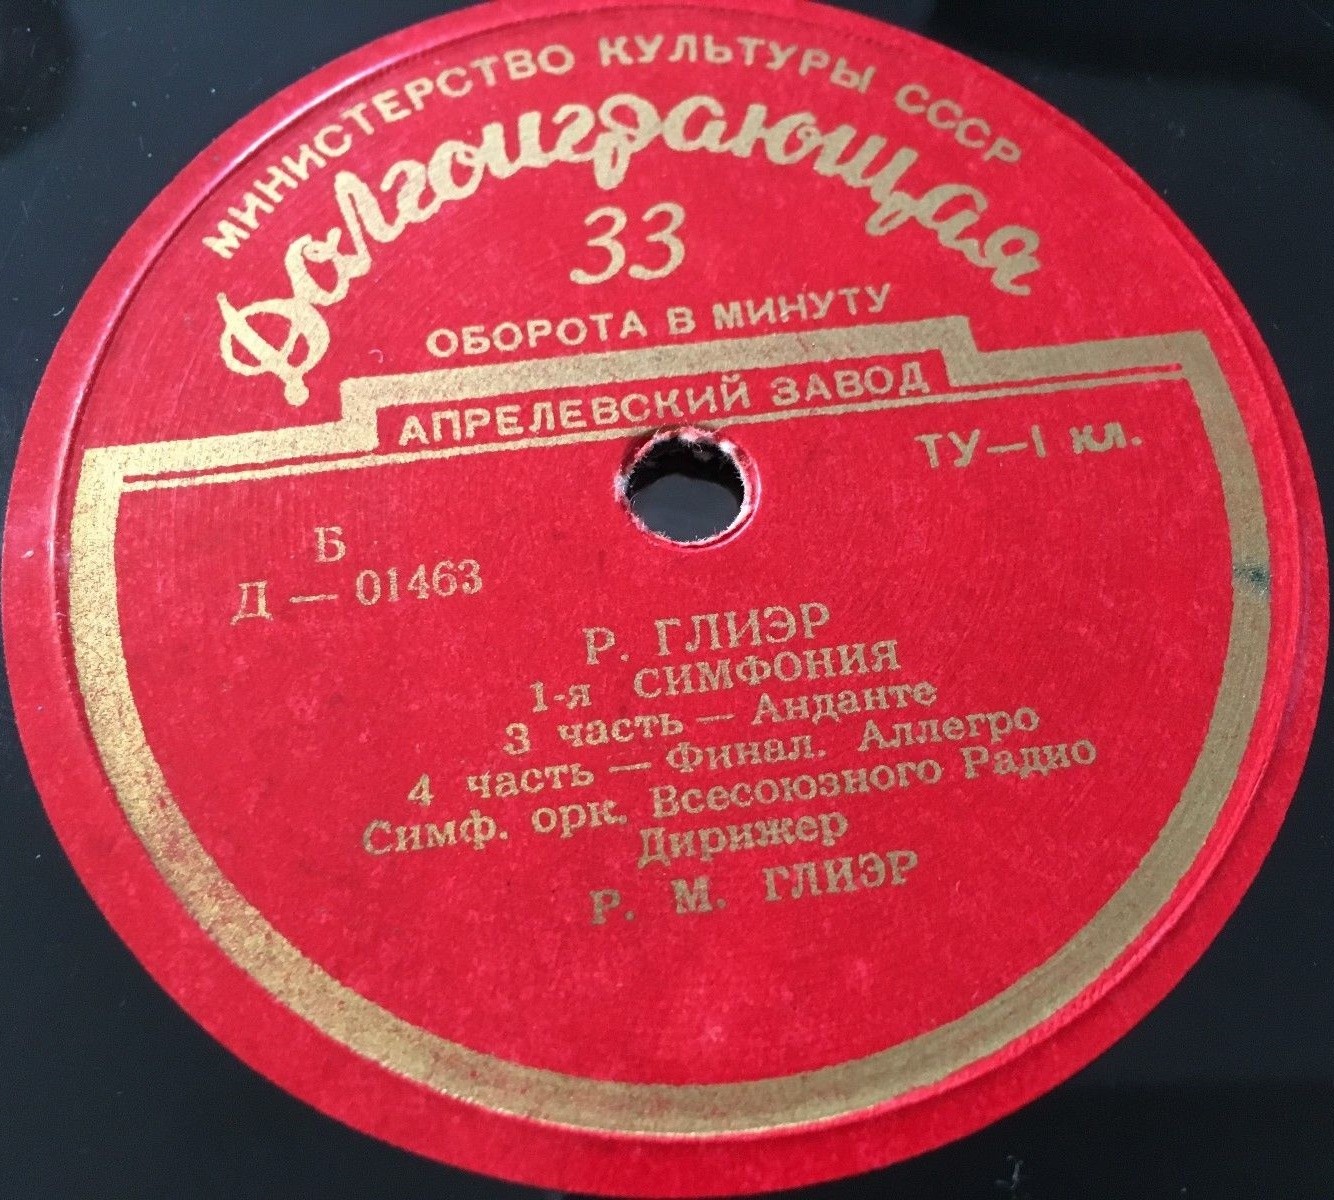 МИНИСТЕРСТВО КУЛЬТУРЫ СССР
Долгоиграющая
33
ОБОРОТА В МИНУТУ
АПРЕЛЕВСКИЙ ЗАВОД
ТУ—1 кл.
Б
Д — 01463
Р. ГЛИЭР
1-я СИМФОНИЯ
3 часть — Анданте
4 часть — Финал. Аллегро
Симф. орк. Всесоюзного Радио
Дирижер
Р. М. ГЛИЭР